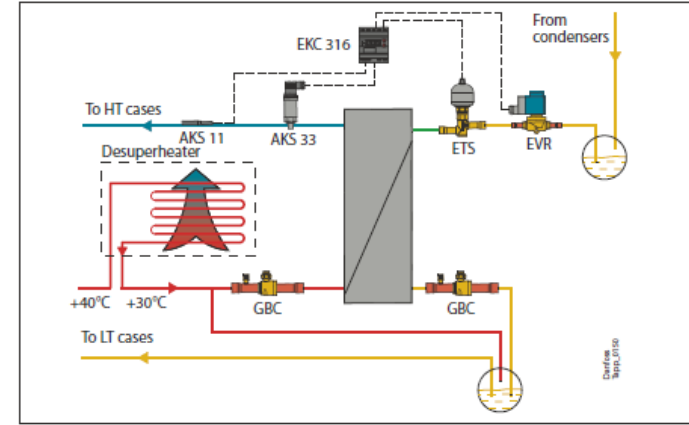 From
condensers
EKC 316
To HT cases
AKS 11
AKS 33
ETS
EVR
Desuperheater
+40°C
+30°C
GBC
GBC
To LT cases
Danfoss
Tapp_0150